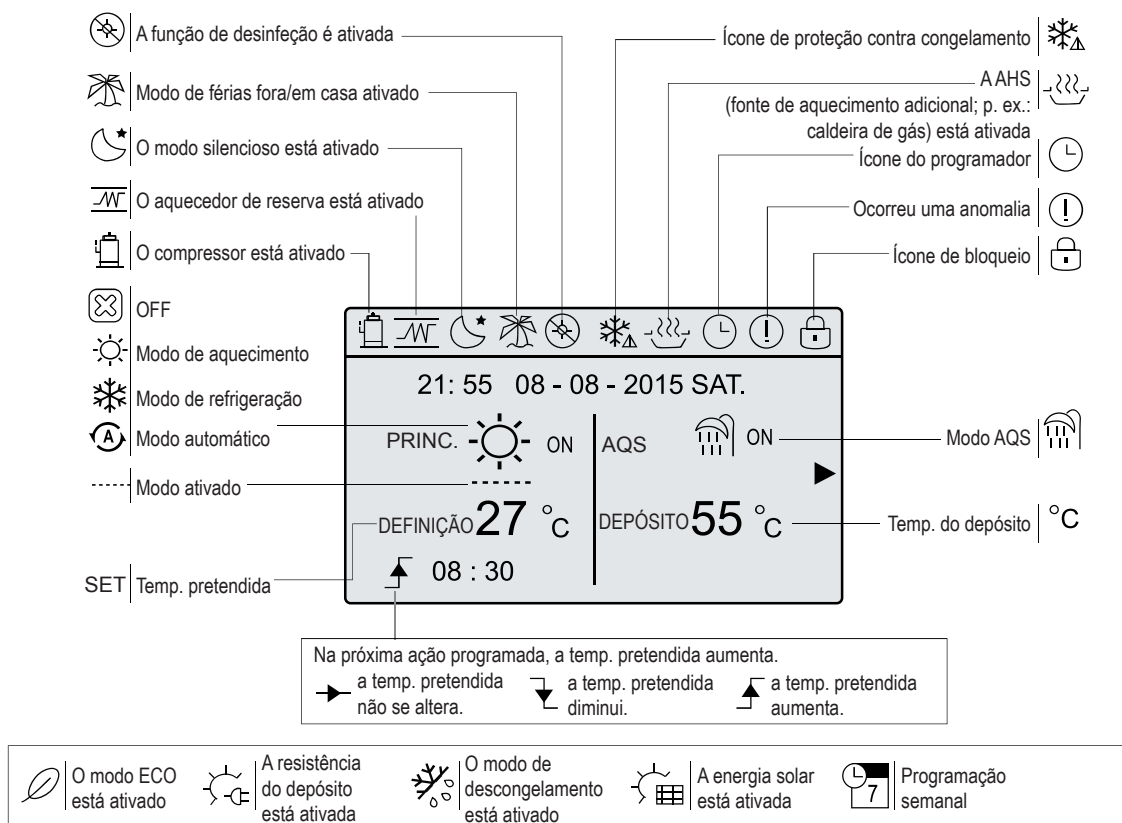 A função de desinfeção é ativada
Modo de férias fora/em casa ativado
O modo silencioso está ativado
O aquecedor de reserva está ativado
O compressor está ativado
OFF
Modo de aquecimento
Modo de refrigeração
A
Modo automático
Modo ativado
SET
Temp. pretendida
Ícone de proteção contra congelamento
A AHS
(fonte de aquecimento adicional; p. ex.:
caldeira de gás) está ativada
Ícone do programador
Ocorreu uma anomalia
Ícone de bloqueio
Modo AQS
Temp. do depósito
°C
21: 55 08 - 08 - 2015 SAT.
PRINC.
ON
AQS
ON
DEFINIÇÃO 27 °C
DEPÓSITO 55 °C
08 : 30
Na próxima ação programada, a temp. pretendida aumenta.
a temp. pretendida
não se altera.
a temp. pretendida
diminui.
a temp. pretendida
aumenta.
O modo ECO
está ativado
A resistência
do depósito
está ativada
O modo de
descongelamento
está ativado
A energia solar
está ativada
7
Programação
semanal